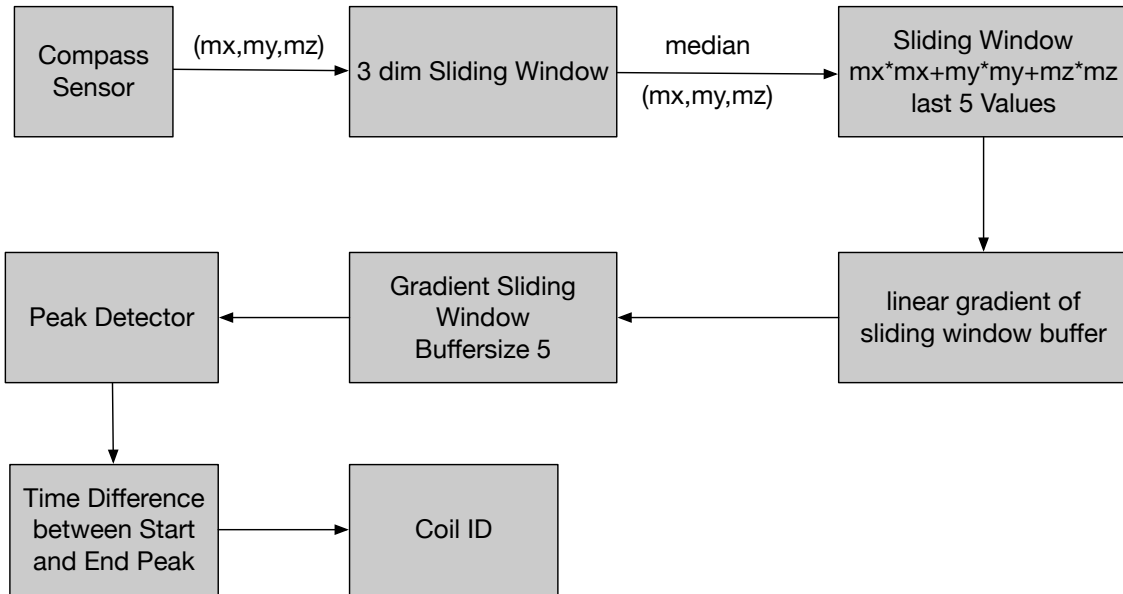 Compass
Sensor
(mx,my,mz)
3 dim Sliding Window
median
(mx,my,mz)
Sliding Window
mx*mx+my*my+mz*mz
last 5 Values
Peak Detector
Gradient Sliding
Window
Buffersize 5
linear gradient of
sliding window buffer
Time Difference
between Start
and End Peak
Coil ID